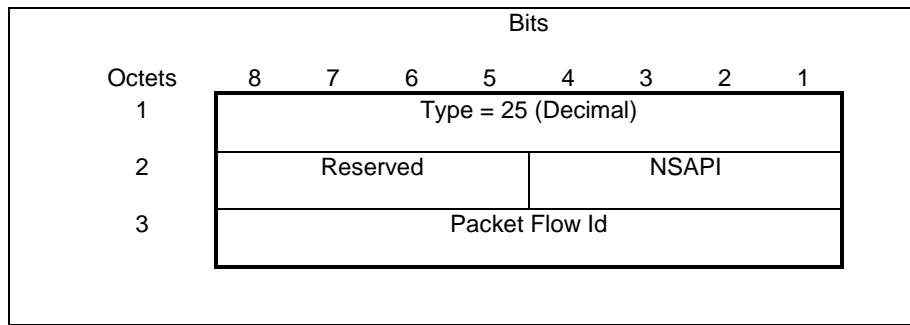 Bits
Octets 8 7 6 5 4 3 2 1
1 Type = 25 (Decimal)
2 Reserved NSAPI
3 Packet Flow Id